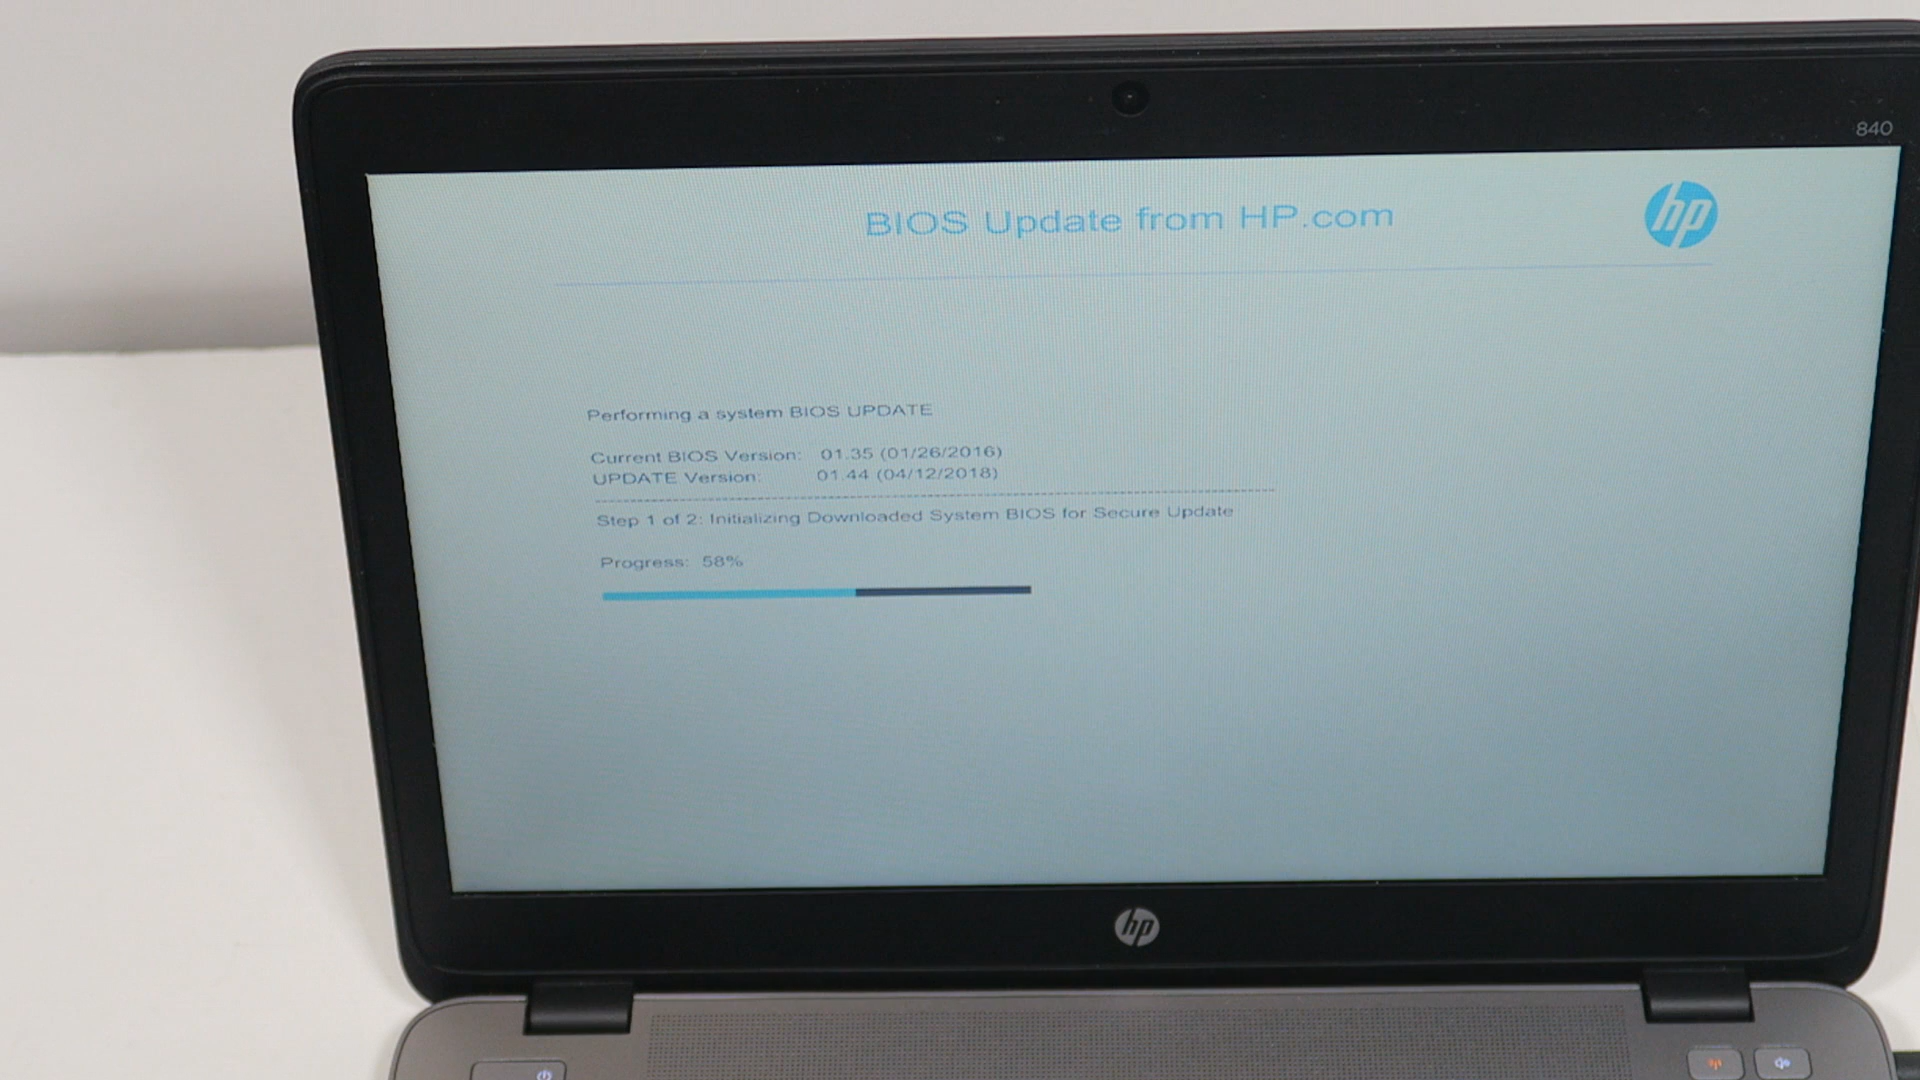 840
BIOS Update from HP.com
hp
Performing a system BIOS UPDATE
Current BIOS Version: 01.35 (01/26/2016)
UPDATE Version: 01.44 (04/12/2018)
Step 1 of 2: Initializing Downloaded System BIOS for Secure Update
Progress: 58%
hp